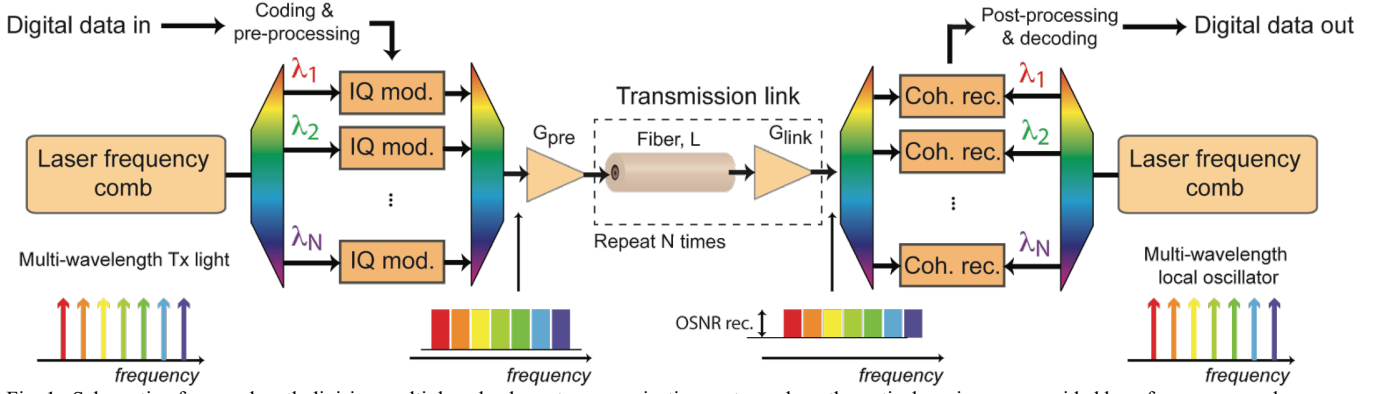 Digital data in
Coding &
pre-processing
Post-processing
& decoding
Digital data out
λ1
IQ mod.
λ2
IQ mod.
...
λN
IQ mod.
Laser frequency
comb
Gpre
Transmission link
Fiber, L
Glink
Repeat N times
Coh. rec.
λ1
Coh. rec.
λ2
...
Coh. rec.
λN
Laser frequency
comb
Multi-wavelength Tx light
frequency
frequency
OSNR rec.
frequency
Multi-wavelength
local oscillator
frequency